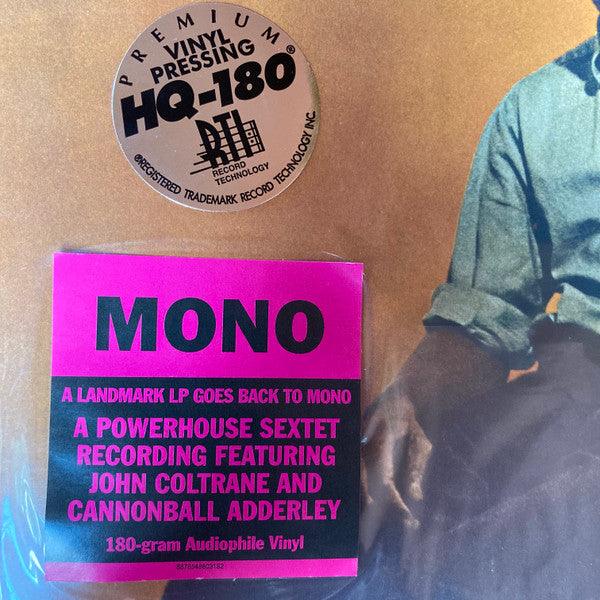 PREMIUM
VINYL
PRESSING
HQ-180®
RTI
RECORD
TECHNOLOGY
®REGISTERED TRADEMARK RECORD TECHNOLOGY INC.
MONO
A LANDMARK LP GOES BACK TO MONO
A POWERHOUSE SEXTET
RECORDING FEATURING
JOHN COLTRANE AND
CANNONBALL ADDERLEY
180-gram Audiophile Vinyl